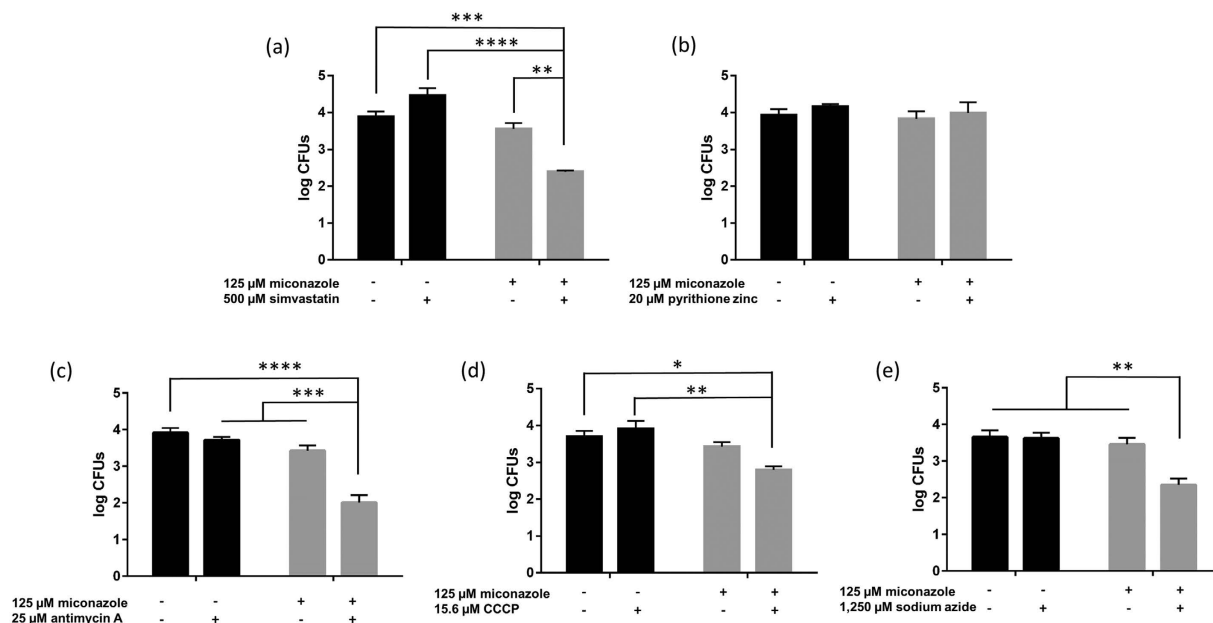 (a)
***
****
**
5
4
3
2
1
0
log CFUs
125 µM miconazole - - + +
500 µM simvastatin - + - +
(b)
5
4
3
2
1
0
log CFUs
125 µM miconazole - - + +
20 µM pyrithione zinc - + - +
(c)
****
***
5
4
3
2
1
0
log CFUs
125 µM miconazole - - + +
25 µM antimycin A - + - +
(d)
*
**
5
4
3
2
1
0
log CFUs
125 µM miconazole - - + +
15.6 µM CCCP - + - +
(e)
**
5
4
3
2
1
0
log CFUs
125 µM miconazole - - + +
1,250 µM sodium azide - + - +